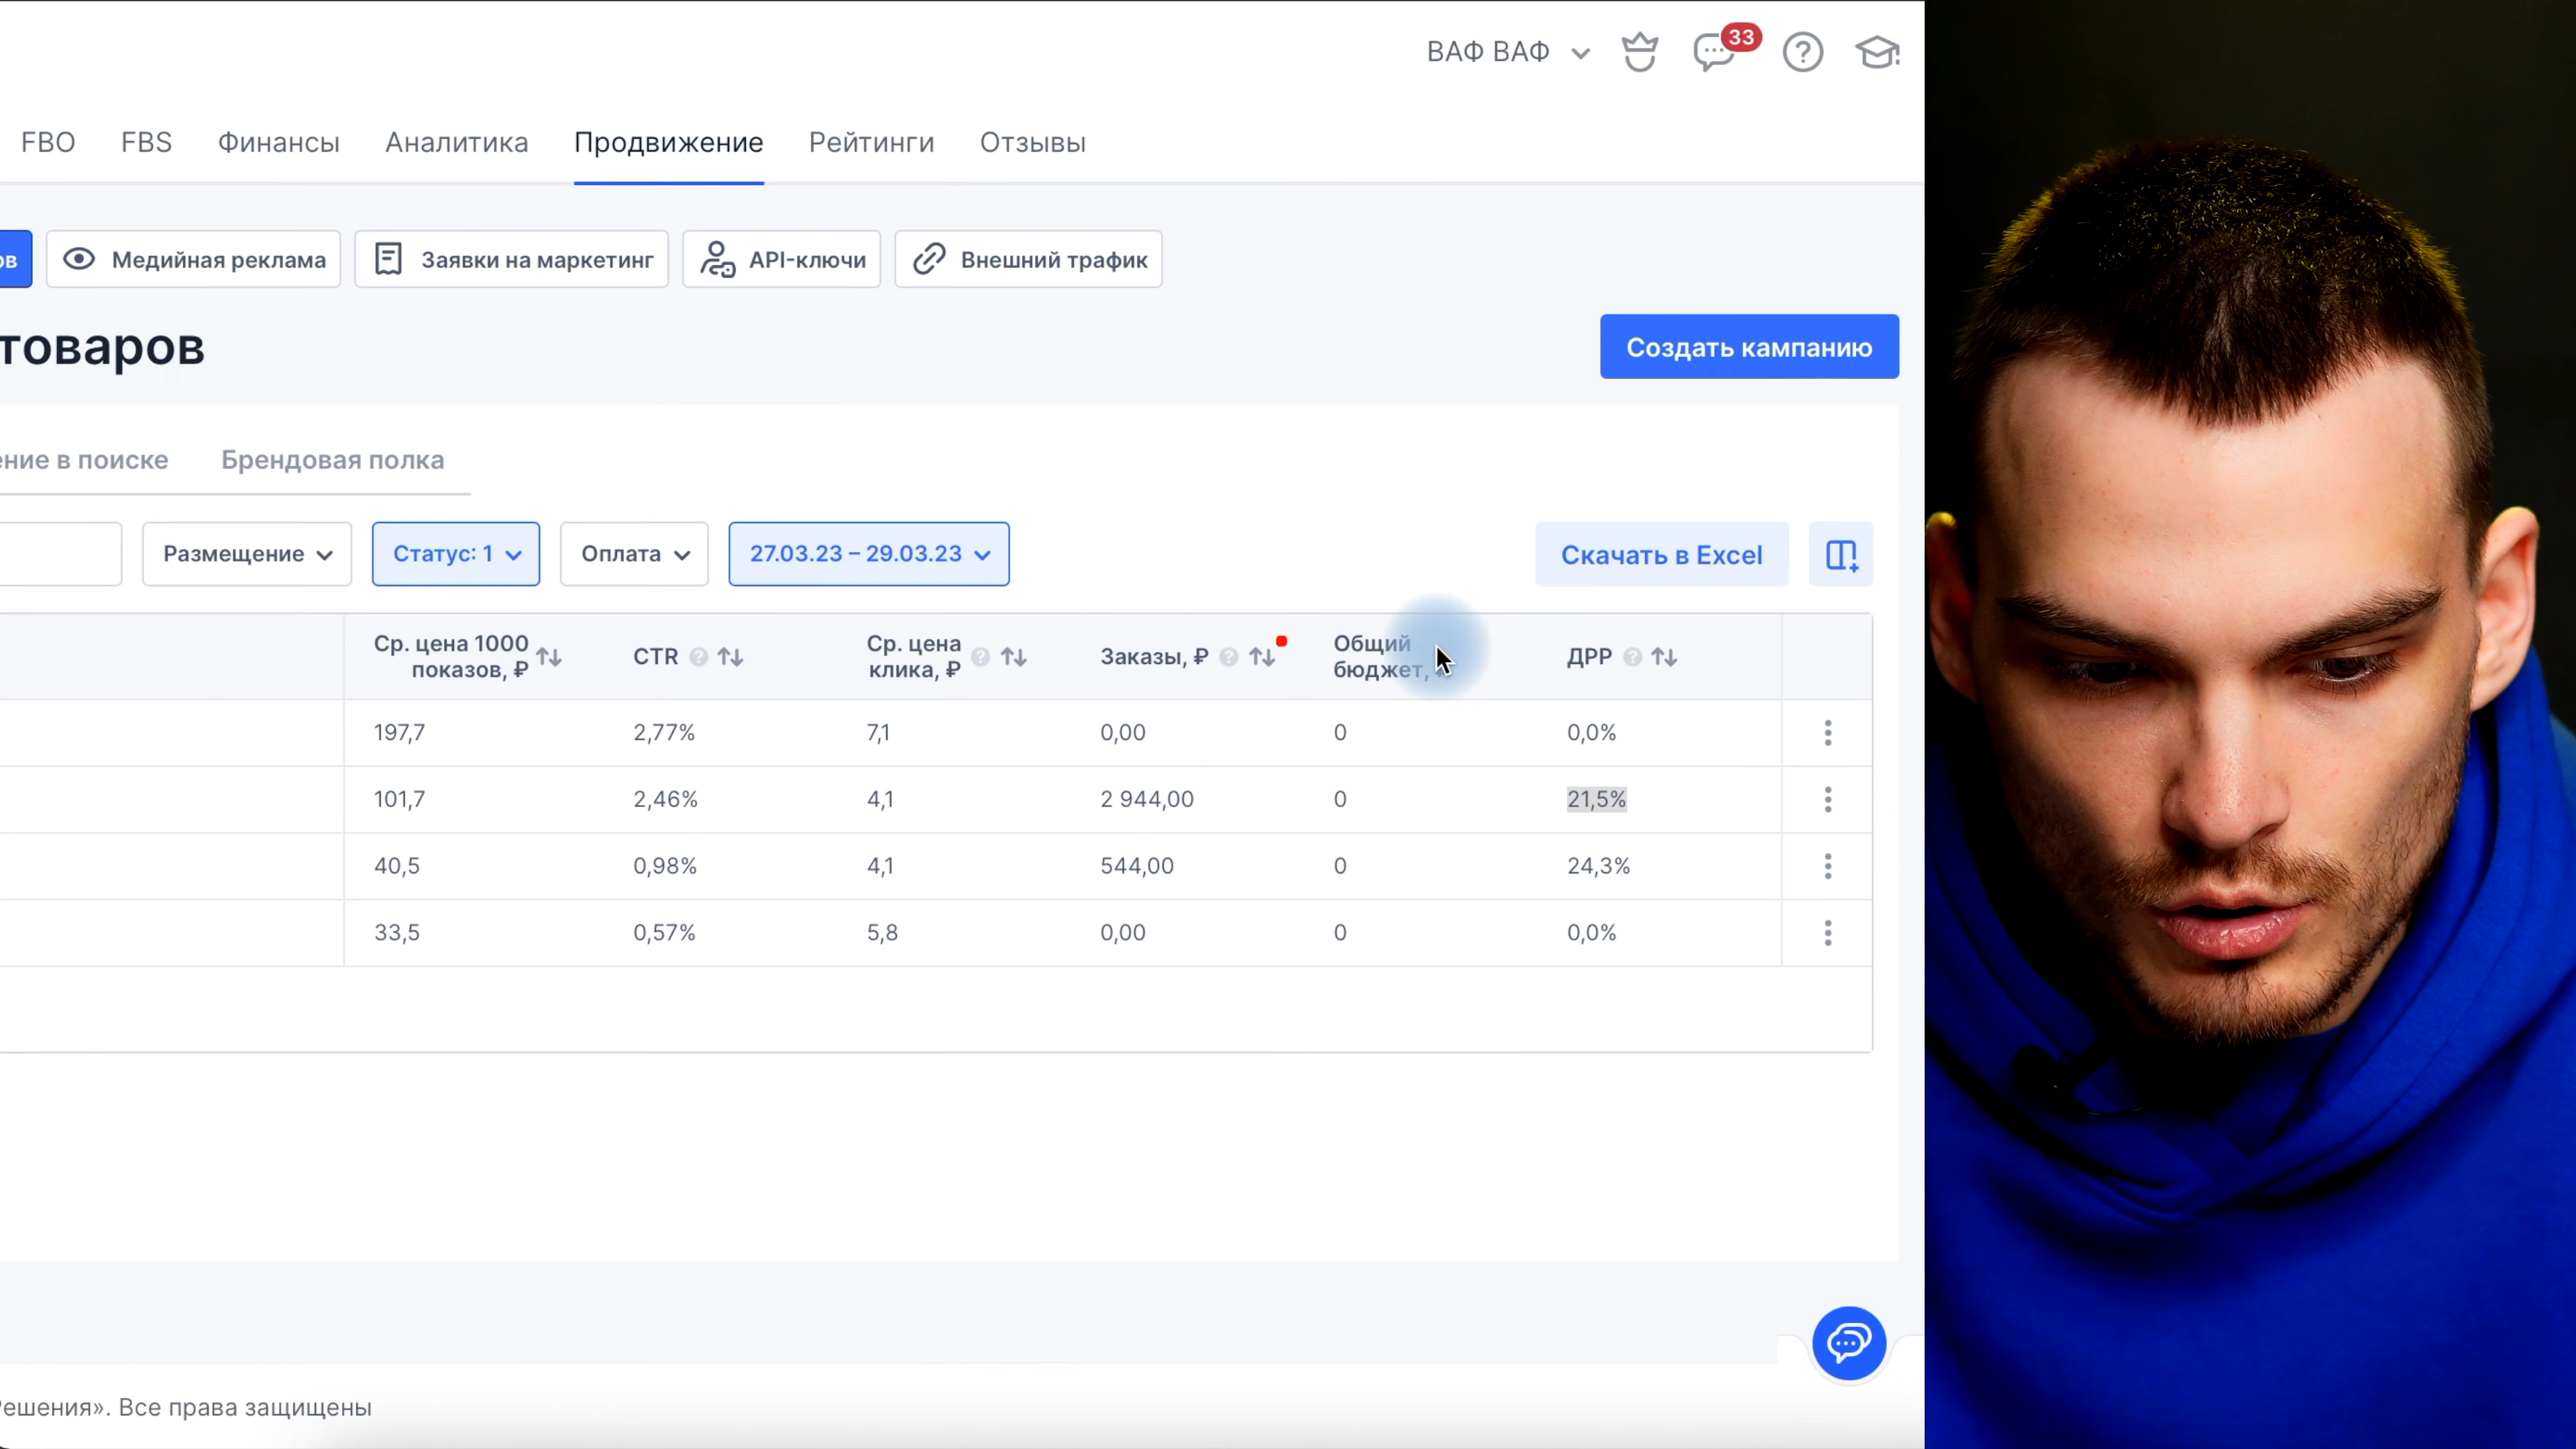 ВАФ ВАФ 33
FBO FBS Финансы Аналитика Продвижение Рейтинги Отзывы
ов Медийная реклама Заявки на маркетинг API-ключи Внешний трафик
товаров Создать кампанию
ение в поиске Брендовая полка
Размещение Статус: 1 Оплата 27.03.23 – 29.03.23 Скачать в Excel
Ср. цена 1000 показов, ₽ CTR Ср. цена клика, ₽ Заказы, ₽ Общий бюджет, ДРР
197,7 2,77% 7,1 0,00 0 0,0%
101,7 2,46% 4,1 2 944,00 0 21,5%
40,5 0,98% 4,1 544,00 0 24,3%
33,5 0,57% 5,8 0,00 0 0,0%
Решения». Все права защищены